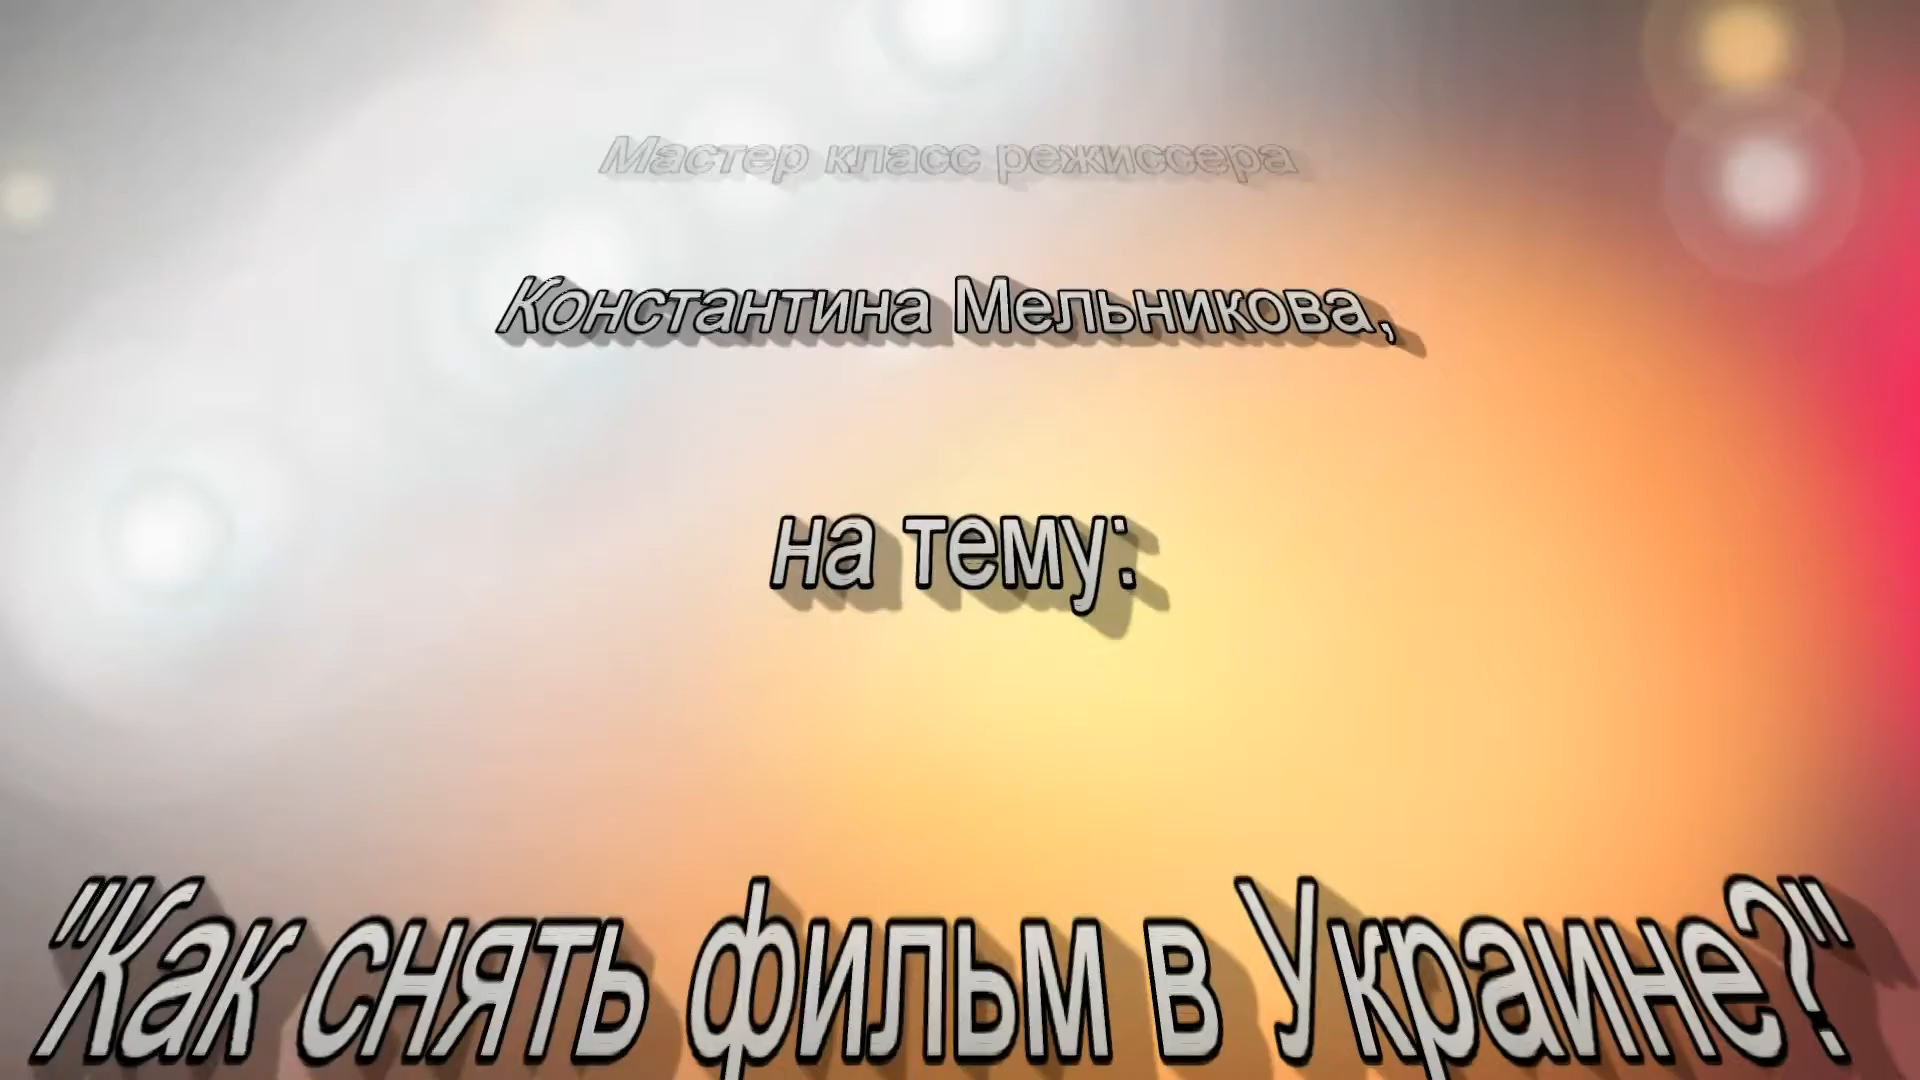 Мастер класс режиссера
Константина Мельникова,
на тему:
"Как снять фильм в Украине?"